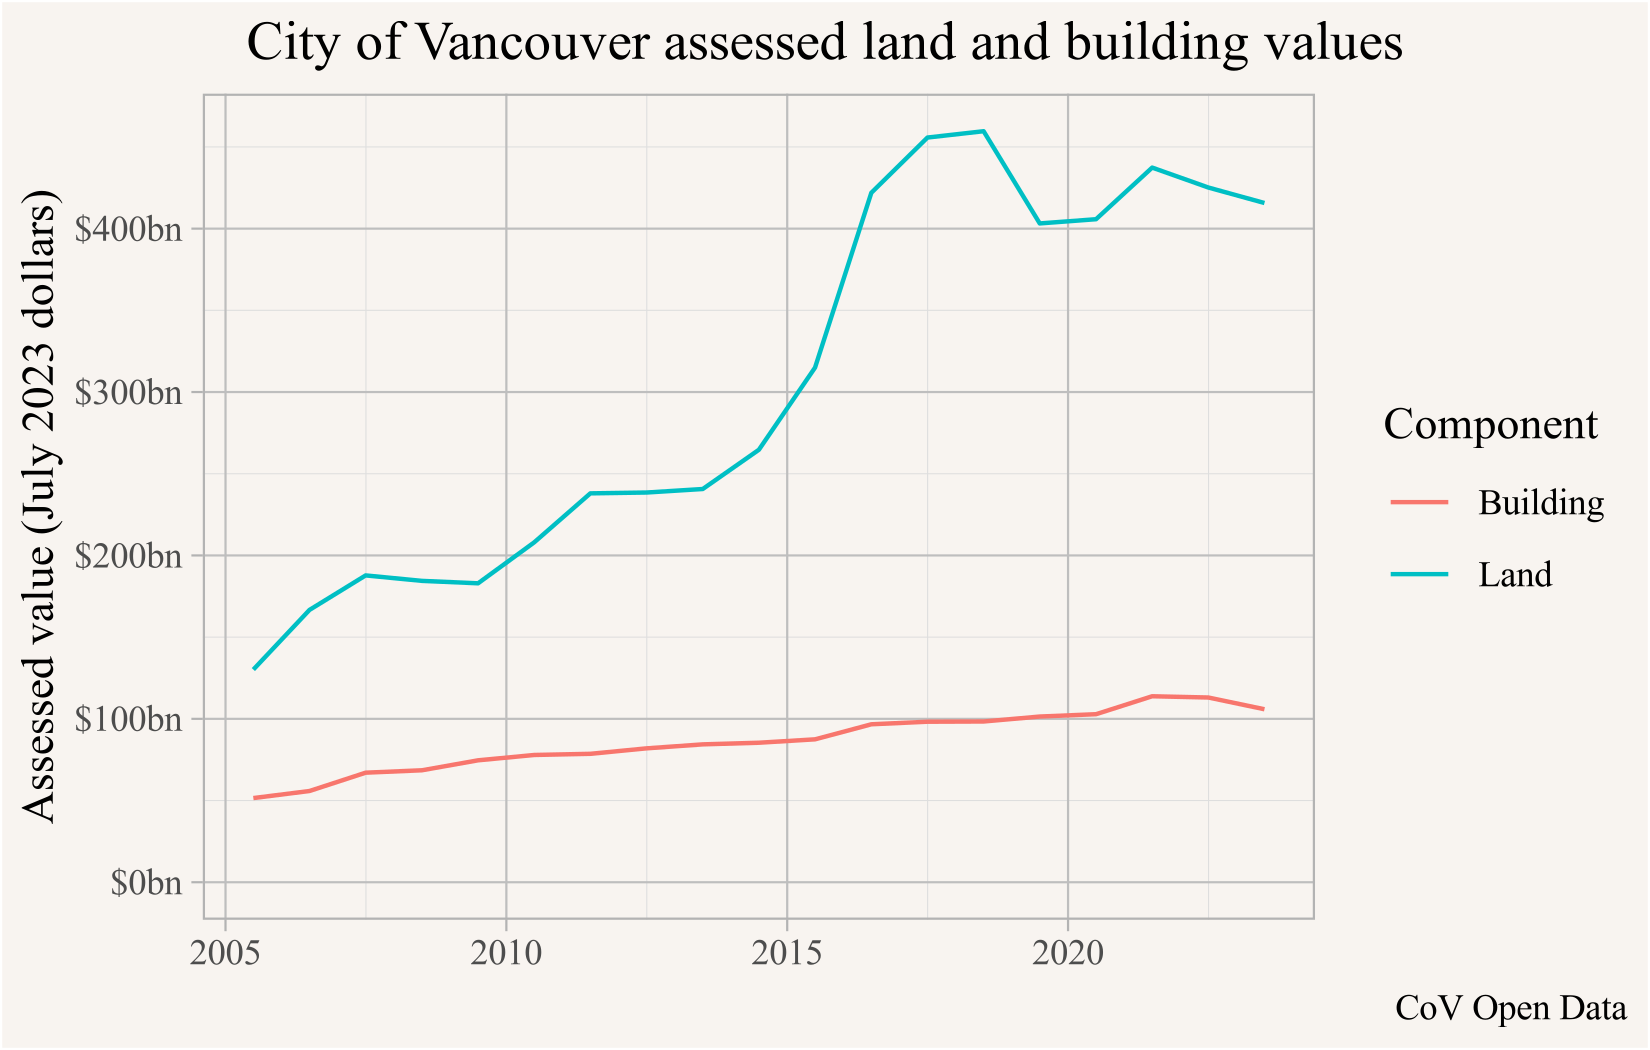 City of Vancouver assessed land and building values
Assessed value (July 2023 dollars)
$400bn
$300bn
$200bn
$100bn
$0bn
2005
2010
2015
2020
Component
Building
Land
CoV Open Data